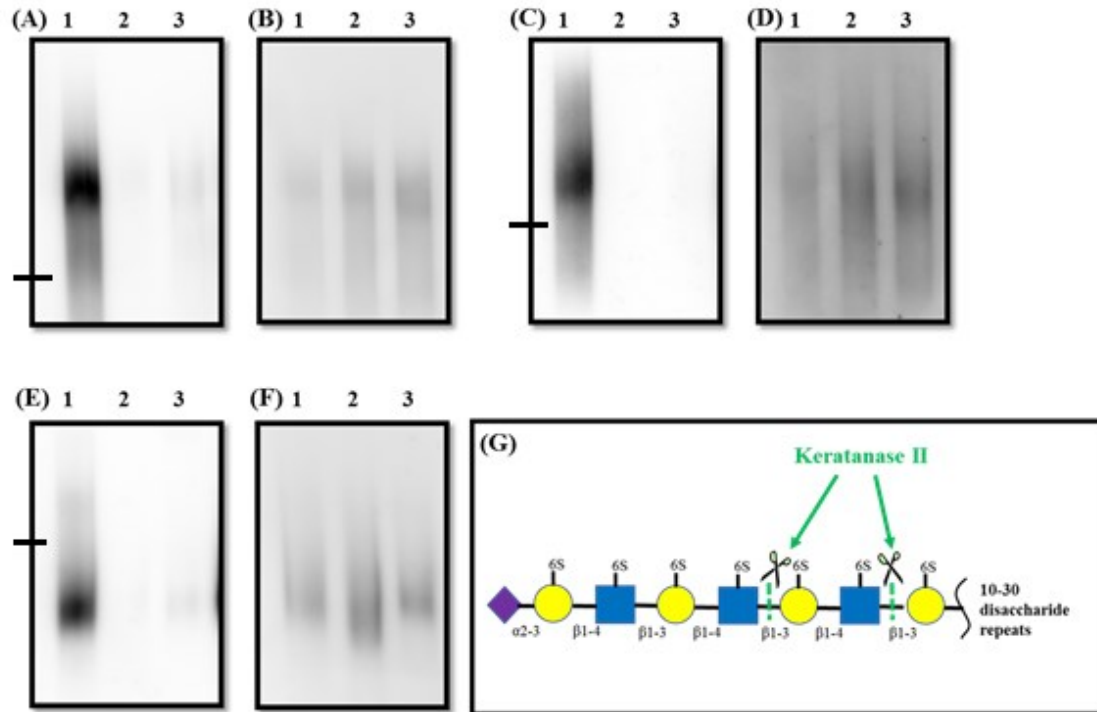 (A) 1 2 3 (B) 1 2 3 (C) 1 2 3 (D) 1 2 3
(E) 1 2 3 (F) 1 2 3
(G)
Keratanase II
6S 6S 6S 6S 6S 6S 6S
α2-3 β1-4 β1-3 β1-4 β1-3 β1-4 β1-3
10-30
disaccharide
repeats